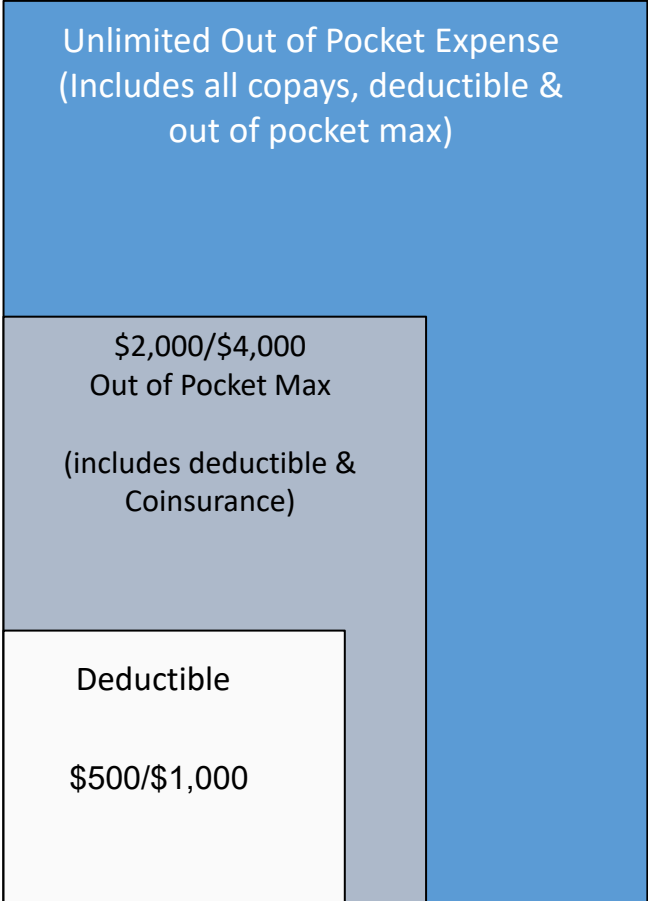 Unlimited Out of Pocket Expense
(Includes all copays, deductible &
out of pocket max)
$2,000/$4,000
Out of Pocket Max
(includes deductible &
Coinsurance)
Deductible
$500/$1,000